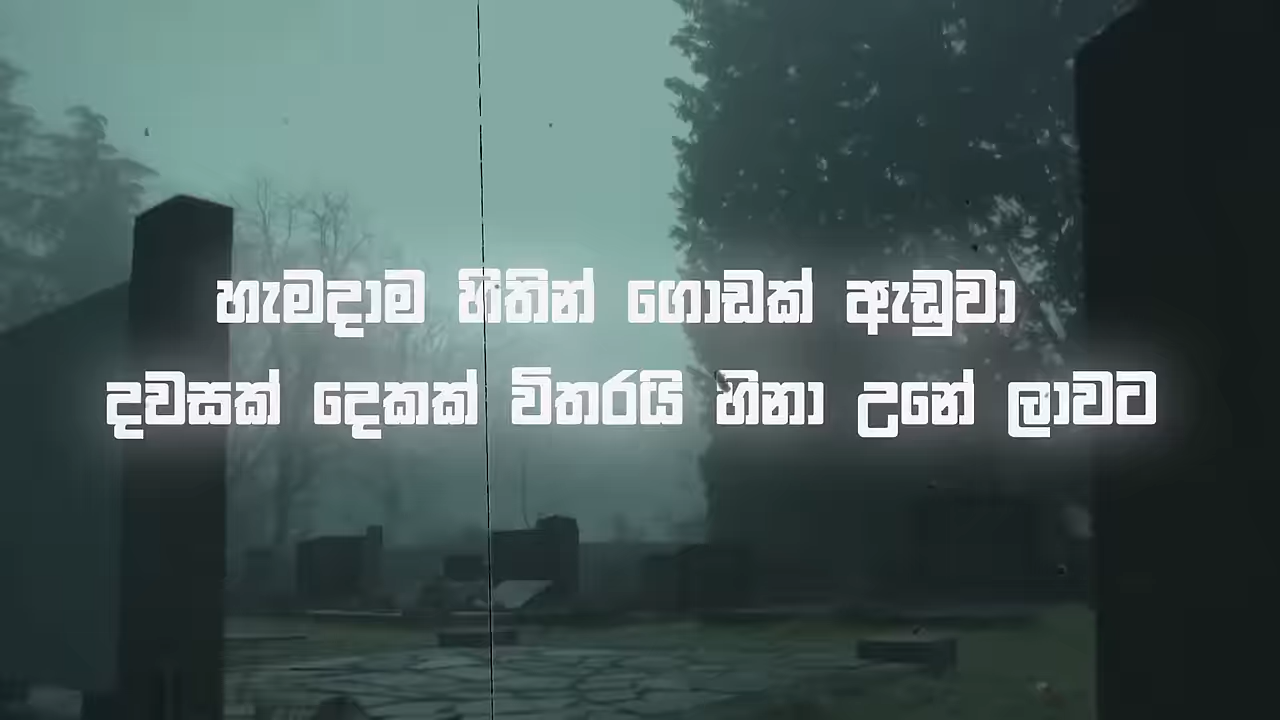 හැමදාම හිතින් ගොඩක් ඇඬුවා
දවසක් දෙකක් විතරයි හිනා උනේ ලාවට